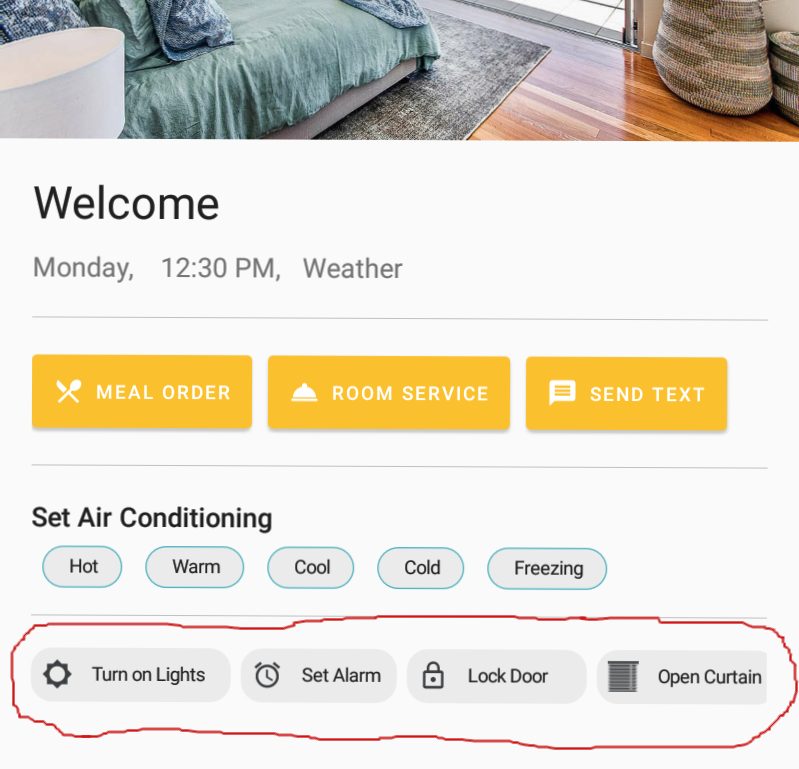 Welcome
Monday, 12:30 PM, Weather
MEAL ORDER ROOM SERVICE SEND TEXT
Set Air Conditioning
Hot Warm Cool Cold Freezing
Turn on Lights Set Alarm Lock Door Open Curtain